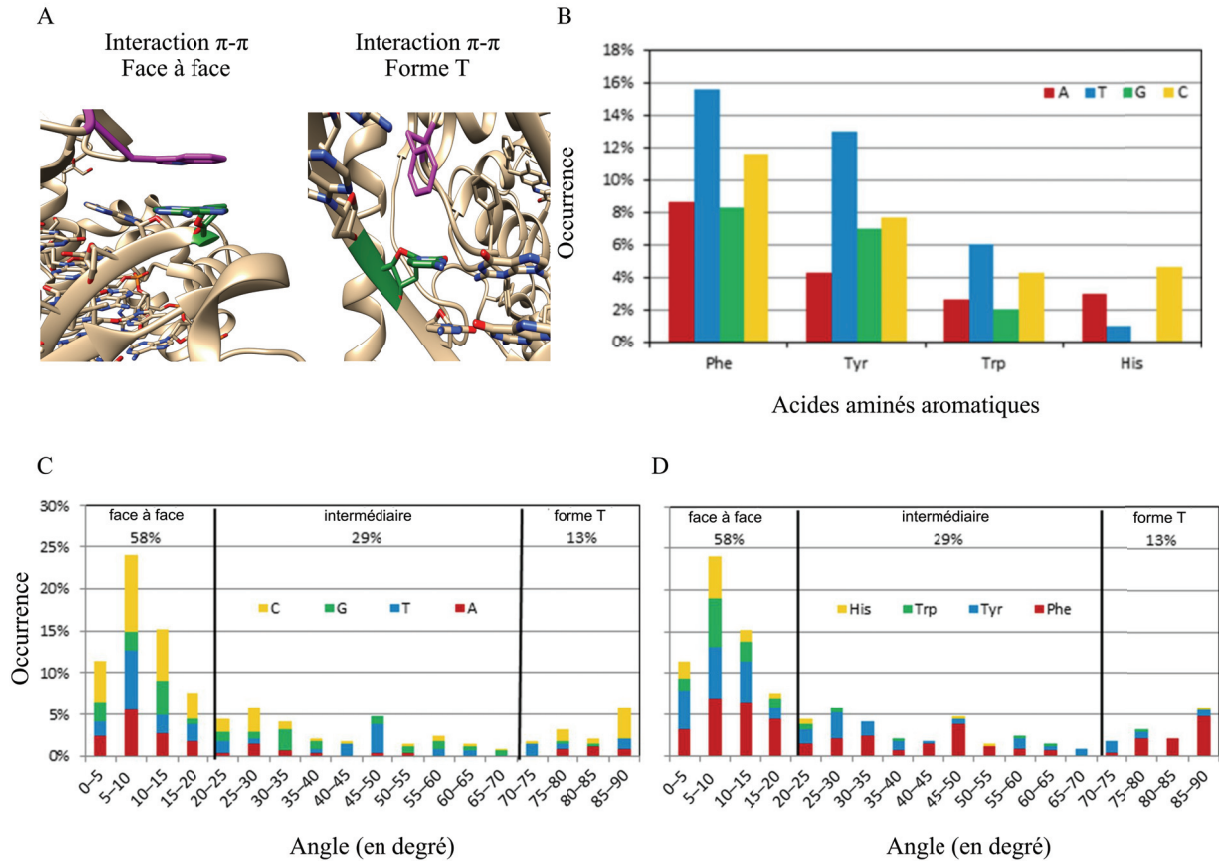 A
Interaction π-π
Face à face
Interaction π-π
Forme T
B
18%
16%
14%
12%
10%
8%
6%
4%
2%
0%
Occurrence
A T G C
Phe Tyr Trp His
Acides aminés aromatiques
C
30%
25%
20%
15%
10%
5%
0%
Occurrence
face à face intermédiaire forme T
58% 29% 13%
C G T A
0–5 5–10 10–15 15–20 20–25 25–30 30–35 35–40 40–45 45–50 50–55 55–60 60–65 65–70 70–75 75–80 80–85 85–90
Angle (en degré)
D
Occurrence
face à face intermédiaire forme T
58% 29% 13%
His Trp Tyr Phe
0–5 5–10 10–15 15–20 20–25 25–30 30–35 35–40 40–45 45–50 50–55 55–60 60–65 65–70 70–75 75–80 80–85 85–90
Angle (en degré)